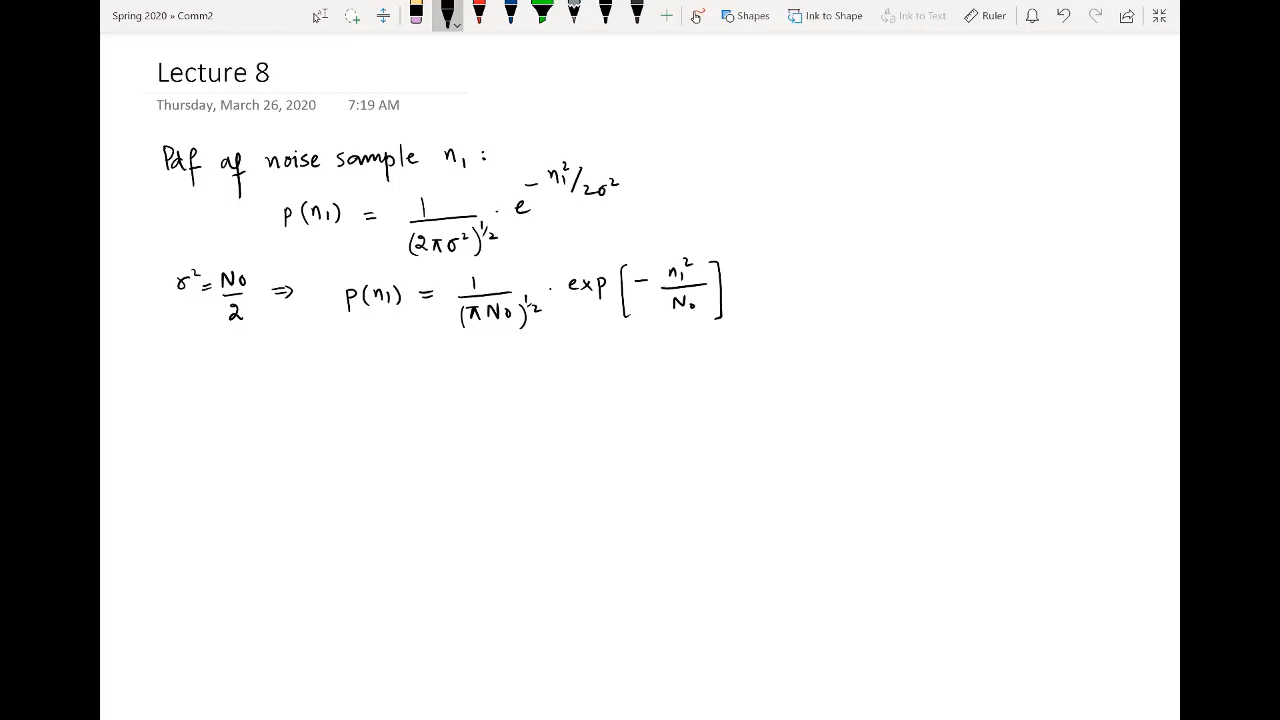 Spring 2020 » Comm2 Shapes Ink to Shape Ink to Text Ruler
Lecture 8
Thursday, March 26, 2020 7:19 AM
Pdf of noise sample n₁ :
p(n₁) = 1/(2πσ²)^1/2 · e^(- n₁²/2σ²)
σ² = N₀/2 ⇒ p(n₁) = 1/(πN₀)^1/2 · exp[- n₁²/N₀]